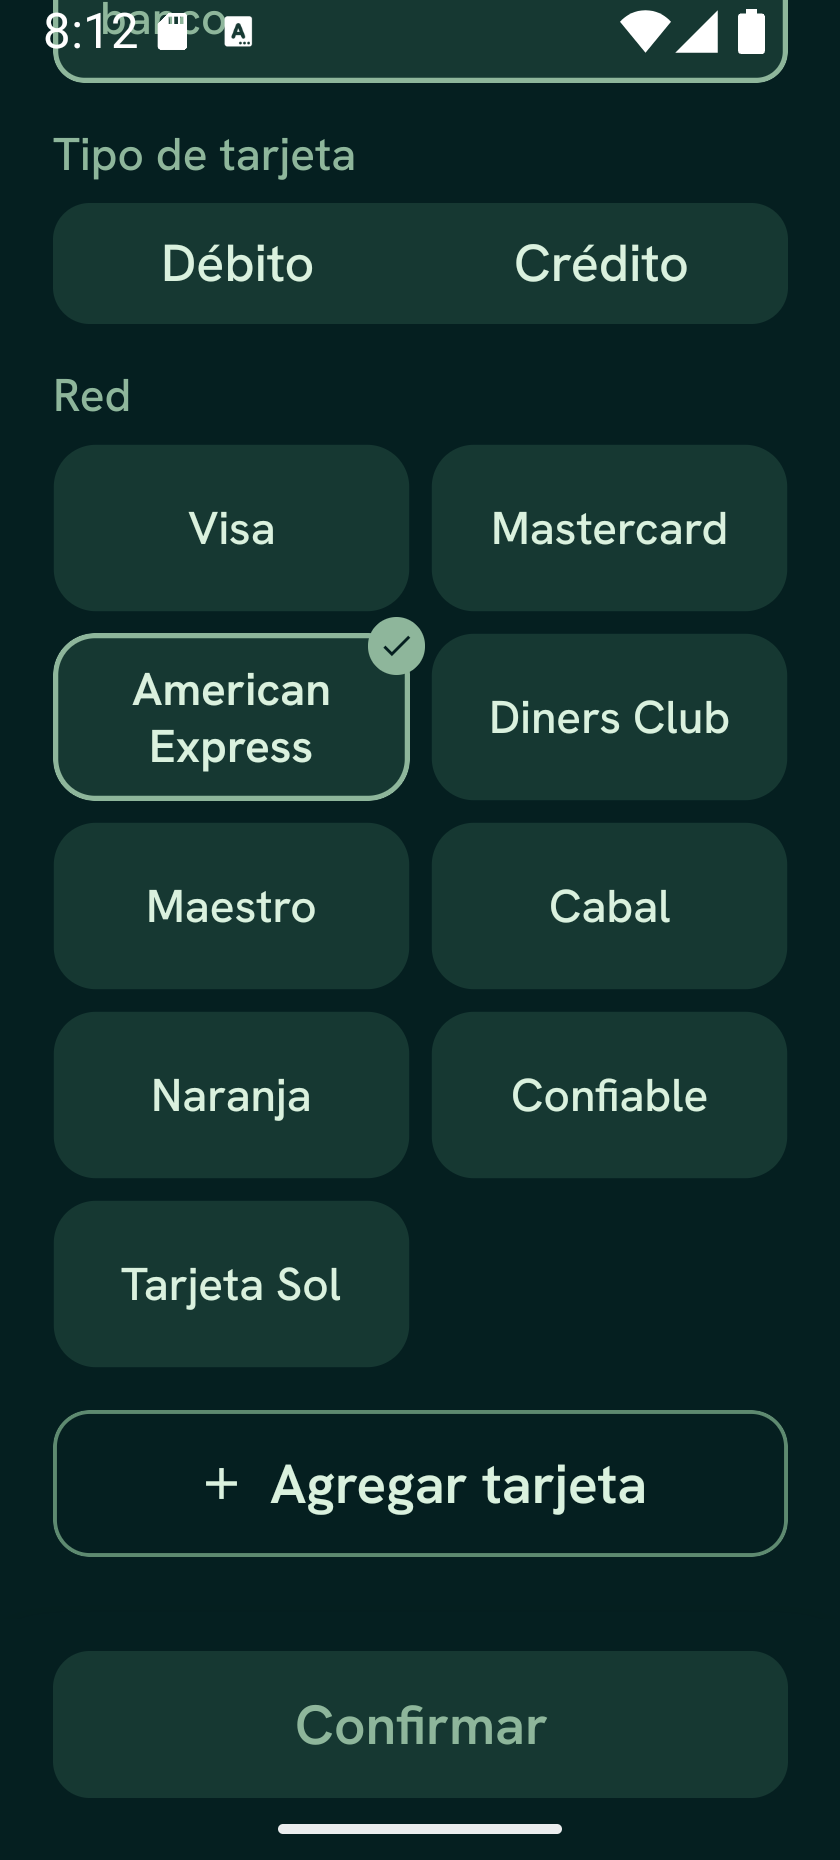 banco
8:12
Tipo de tarjeta
Débito
Crédito
Red
Visa
Mastercard
American
Express
Diners Club
Maestro
Cabal
Naranja
Confiable
Tarjeta Sol
+ Agregar tarjeta
Confirmar